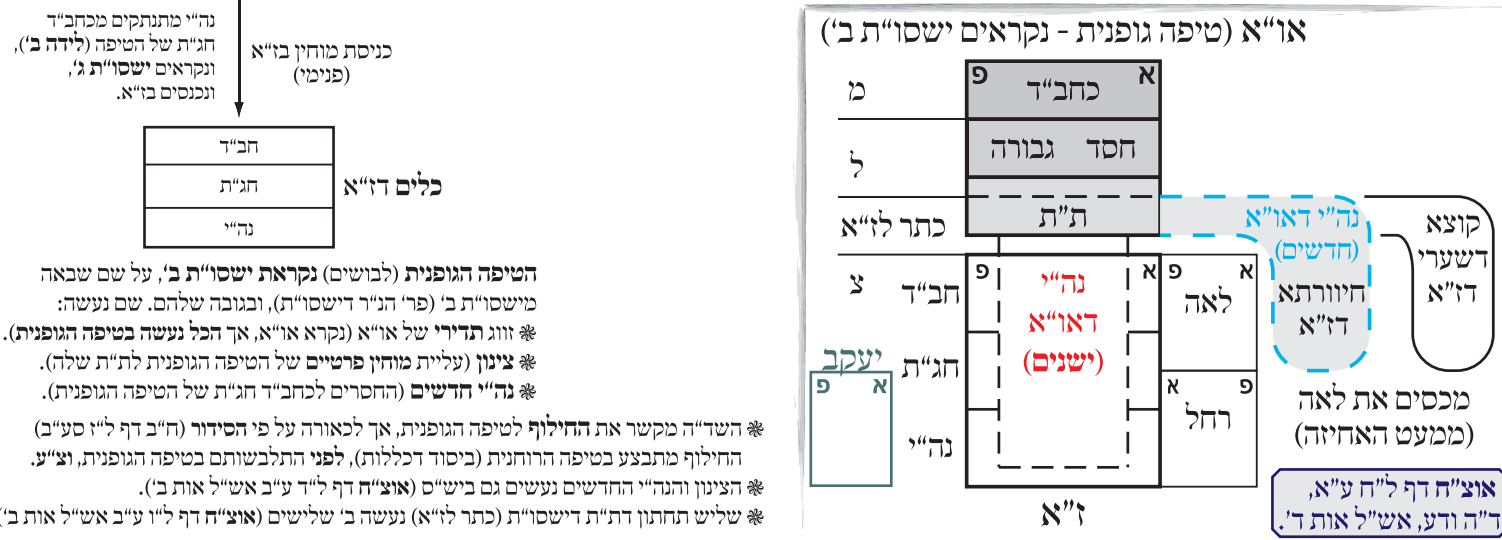 או“א (טיפה גופנית - נקראים ישסו“ת ב‘)
א פ
כחב“ד
מ
חסד גבורה
ל
ת“ת
כתר לז“א
צ
קוצא
דשערי
דז“א
נה“י דאו“א
(חדשים)
חיוורתא
דז“א
מכסים את לאה
(ממעט האחיזה)
א פ
לאה
א פ
נה“י
דאו“א
(ישנים)
חב“ד
חג“ת
נה“י
פ א
רחל
יעקב
א פ
ז“א
אוצ“ח דף ל“ח ע“א,
ד“ה ודע, אש“ל אות ד‘.
נה“י מתנתקים מכחב“ד
חג“ת של הטיפה (לידה ב‘),
ונקראים ישסו“ת ג‘,
ונכנסים בז“א.
כניסת מוחין בז“א
(פנימי)
חב“ד
חג“ת
נה“י
כלים דז“א
הטיפה הגופנית (לבושים) נקראת ישסו“ת ב‘, על שם שבאה
מישסו“ת ב‘ (פר‘ הנ“ר דישסו“ת), ובגובה שלהם. שם נעשה:
❃ זווג תדירי של או“א (נקרא או“א, אך הכל נעשה בטיפה הגופנית).
❃ צינון (עליית מוחין פרטיים של הטיפה הגופנית לת“ת שלה).
❃ נה“י חדשים (החסרים לכחב“ד חג“ת של הטיפה הגופנית).
❃ השד“ה מקשר את החילוף לטיפה הגופנית, אך לכאורה על פי הסידור (ח“ב דף ל“ז סע“ב)
החילוף מתבצע בטיפה הרוחנית (ביסוד דכללות), לפני התלבשותם בטיפה הגופנית, וצ“ע.
❃ הצינון והנה“י החדשים נעשים גם ביש“ס (אוצ“ח דף ל“ד ע“ב אש“ל אות ב‘).
❃ שליש תחתון דת“ת דישסו“ת (כתר לז“א) נעשה ב‘ שלישים (אוצ“ח דף ל“ו ע“ב אש“ל אות ב‘)